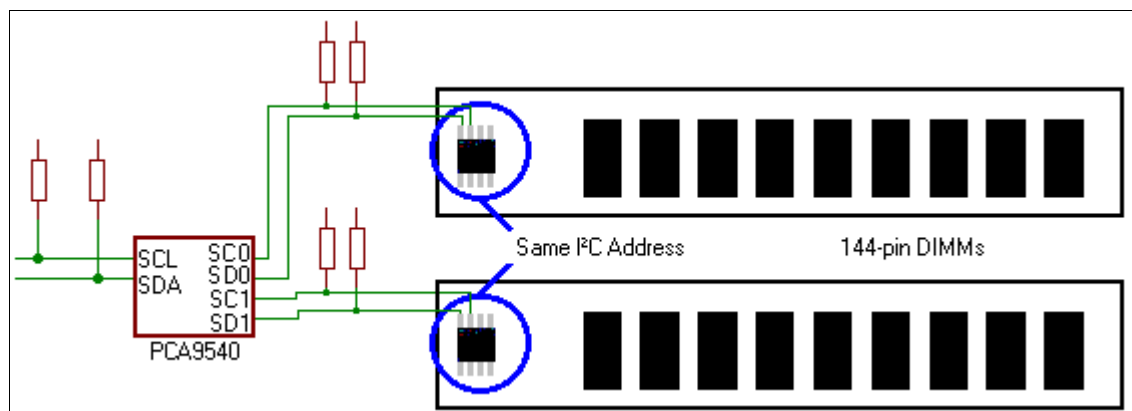 SCL
SDA
SC0
SD0
SC1
SD1
PCA9540
Same I²C Address
144-pin DIMMs